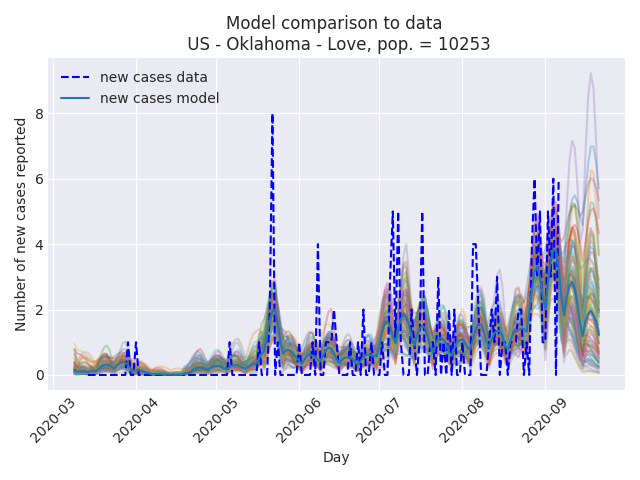 Model comparison to data
US - Oklahoma - Love, pop. = 10253
new cases data
new cases model
Number of new cases reported
8
6
4
2
0
2020-03
2020-04
2020-05
2020-06
2020-07
2020-08
2020-09
Day